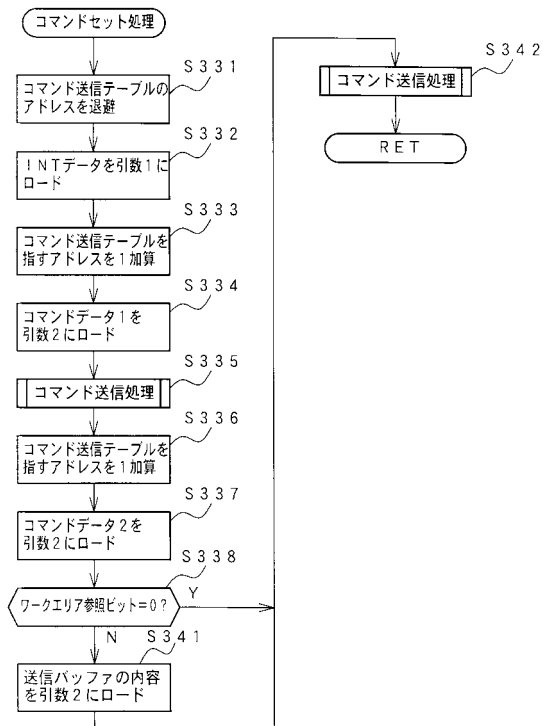 コマンドセット処理
S331
コマンド送信テーブルの
アドレスを退避
S332
INTデータを引数1に
ロード
S333
コマンド送信テーブルを
指すアドレスを1加算
S334
コマンドデータ1を
引数2にロード
S335
コマンド送信処理
S336
コマンド送信テーブルを
指すアドレスを1加算
S337
コマンドデータ2を
引数2にロード
S338
ワークエリア参照ビット=0?
Y
N
S341
送信バッファの内容
を引数2にロード
S342
コマンド送信処理
RET